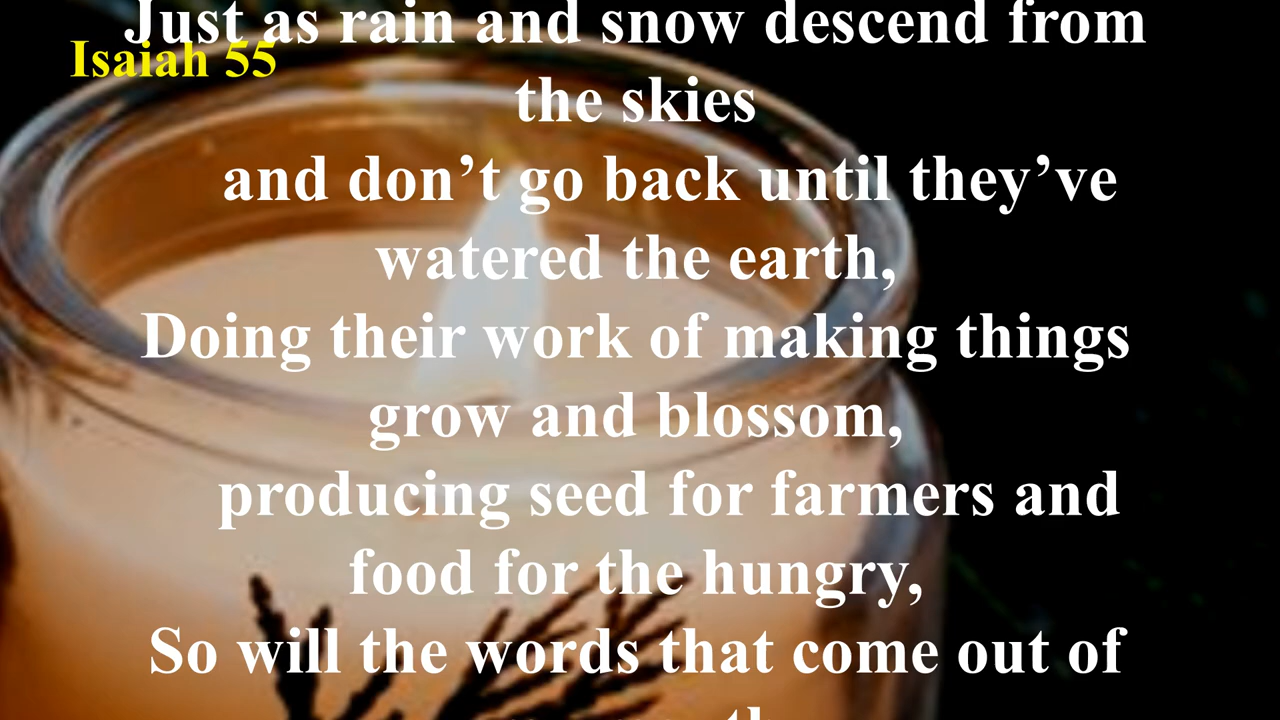 Just as rain and snow descend from
Isaiah 55
the skies
and don’t go back until they’ve
watered the earth,
Doing their work of making things
grow and blossom,
producing seed for farmers and
food for the hungry,
So will the words that come out of